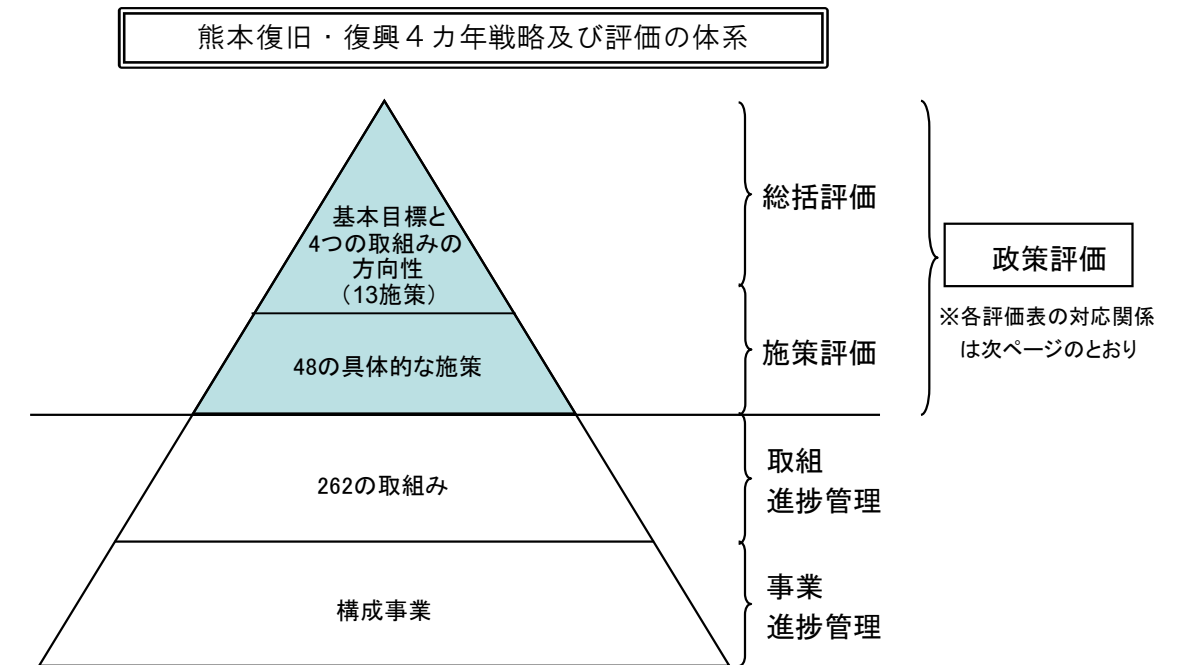 熊本復旧・復興４カ年戦略及び評価の体系
基本目標と
4つの取組みの
方向性
（13施策）
48の具体的な施策
262の取組み
構成事業
総括評価
施策評価
取組
進捗管理
事業
進捗管理
政策評価
※各評価表の対応関係
は次ページのとおり